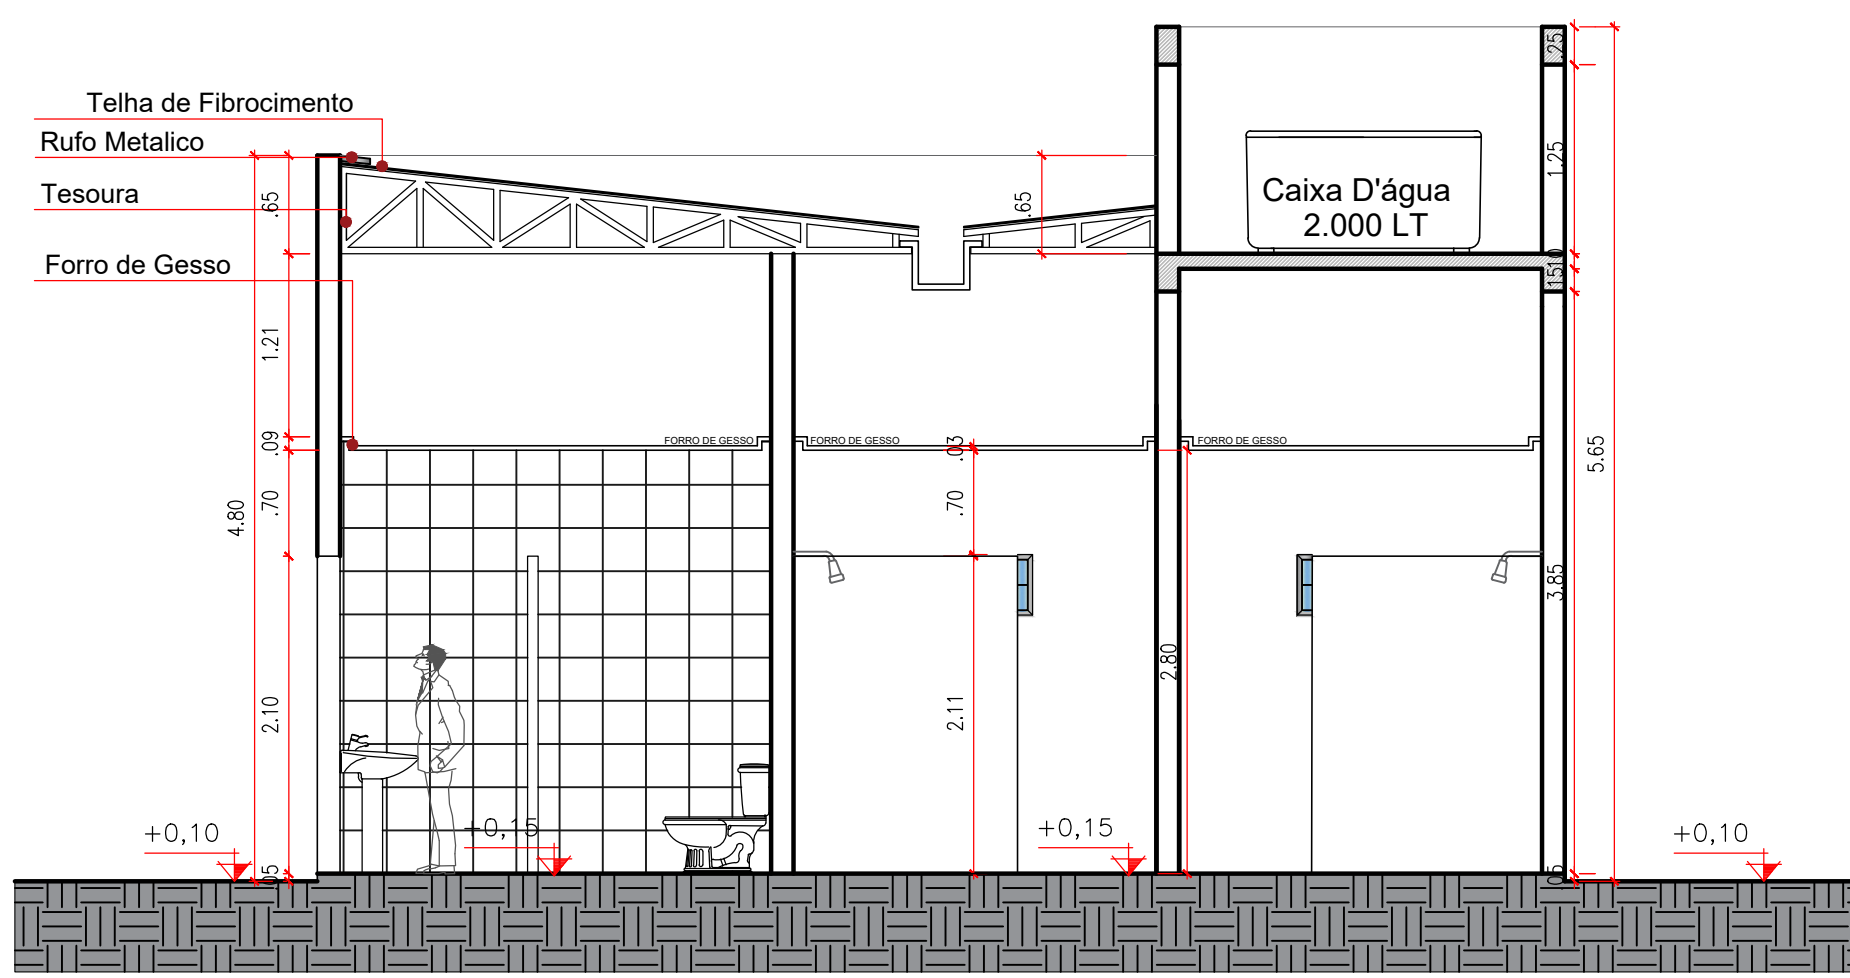 Telha de Fibrocimento
Rufo Metalico
Tesoura
Forro de Gesso
Caixa D'água
2.000 LT
.25
1.25
.10
.15
.65
.65
1.21
.09
.70
4.80
2.10
.05
FORRO DE GESSO
FORRO DE GESSO
FORRO DE GESSO
.03
.70
2.11
2.80
3.85
5.65
.05
+0,10
+0,15
+0,15
+0,10